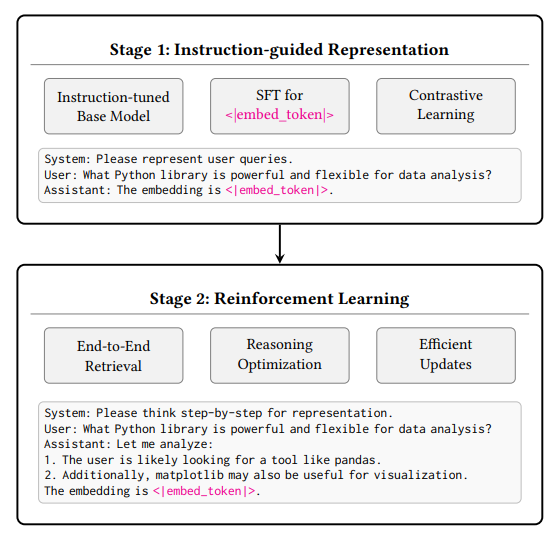 Stage 1: Instruction-guided Representation
Instruction-tuned
Base Model
SFT for
<|embed_token|>
Contrastive
Learning
System: Please represent user queries.
User: What Python library is powerful and flexible for data analysis?
Assistant: The embedding is <|embed_token|>.
Stage 2: Reinforcement Learning
End-to-End
Retrieval
Reasoning
Optimization
Efficient
Updates
System: Please think step-by-step for representation.
User: What Python library is powerful and flexible for data analysis?
Assistant: Let me analyze:
1. The user is likely looking for a tool like pandas.
2. Additionally, matplotlib may also be useful for visualization.
The embedding is <|embed_token|>.